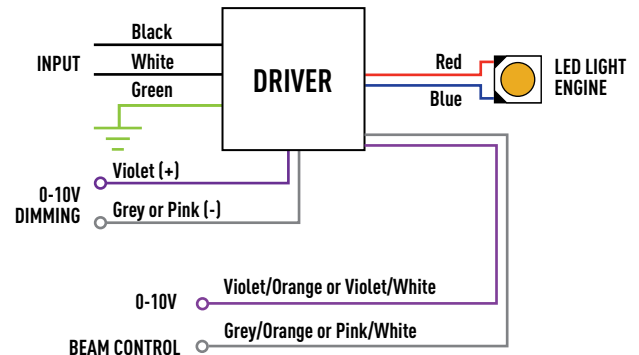 Black
INPUT
White
Green
DRIVER
Red
Blue
LED LIGHT
ENGINE
Violet (+)
0-10V
DIMMING
Grey or Pink (-)
Violet/Orange or Violet/White
0-10V
Grey/Orange or Pink/White
BEAM CONTROL